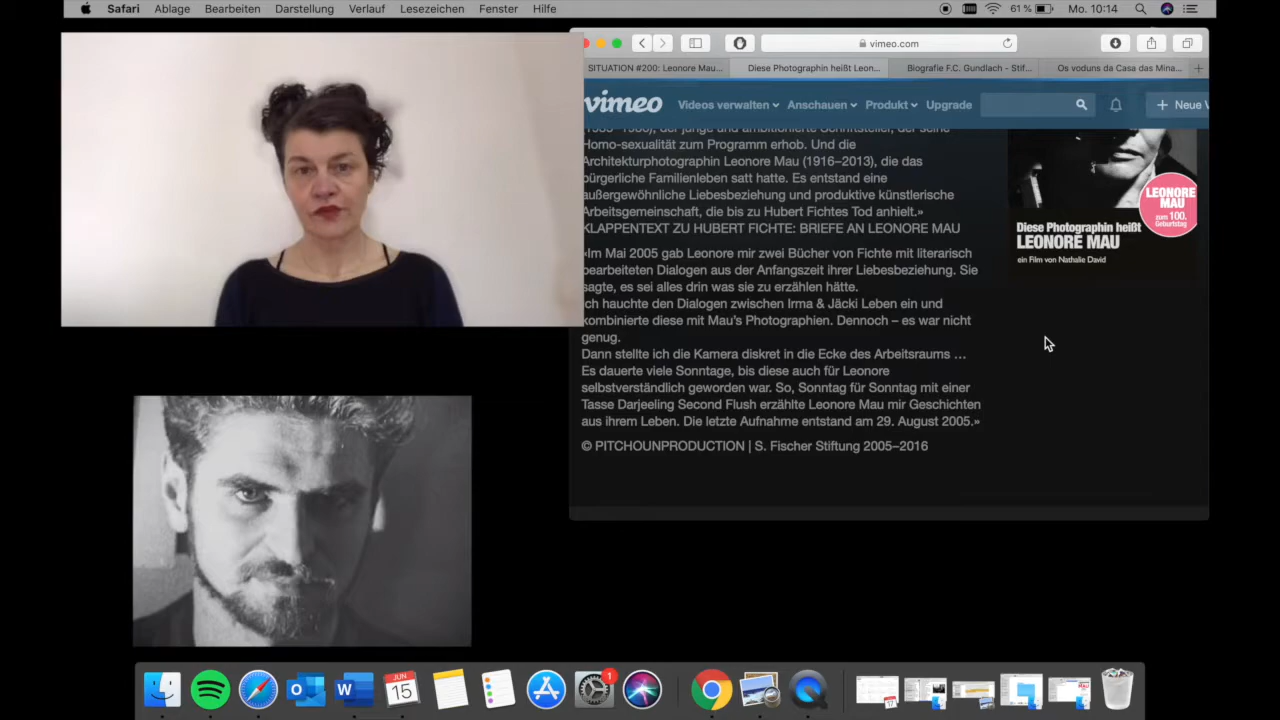 Safari Ablage Bearbeiten Darstellung Verlauf Lesezeichen Fenster Hilfe
61 % Mo. 10:14
vimeo.com
SITUATION #200: Leonore Mau... Diese Photographin heißt Leon... Biografie F.C. Gundlach - Stif... Os voduns da Casa das Mina...
vimeo Videos verwalten Anschauen Produkt Upgrade Neue V
Homo-sexualität zum Programm erhob. Und die
Architekturphotographin Leonore Mau (1916–2013), die das
bürgerliche Familienleben satt hatte. Es entstand eine
außergewöhnliche Liebesbeziehung und produktive künstlerische
Arbeitsgemeinschaft, die bis zu Hubert Fichtes Tod anhielt.»
KLAPPENTEXT ZU HUBERT FICHTE: BRIEFE AN LEONORE MAU
«Im Mai 2005 gab Leonore mir zwei Bücher von Fichte mit literarisch
bearbeiteten Dialogen aus der Anfangszeit ihrer Liebesbeziehung. Sie
sagte, es sei alles drin was sie zu erzählen hätte.
Ich hauchte den Dialogen zwischen Irma & Jäcki Leben ein und
kombinierte diese mit Mau's Photographien. Dennoch – es war nicht
genug.
Dann stellte ich die Kamera diskret in die Ecke des Arbeitsraums ...
Es dauerte viele Sonntage, bis diese auch für Leonore
selbstverständlich geworden war. So, Sonntag für Sonntag mit einer
Tasse Darjeeling Second Flush erzählte Leonore Mau mir Geschichten
aus ihrem Leben. Die letzte Aufnahme entstand am 29. August 2005.»
© PITCHOUNPRODUCTION | S. Fischer Stiftung 2005–2016
LEONORE
MAU
zum 100.
Geburtstag
Diese Photographin heißt
LEONORE MAU
ein Film von Nathalie David
JUN
15
1